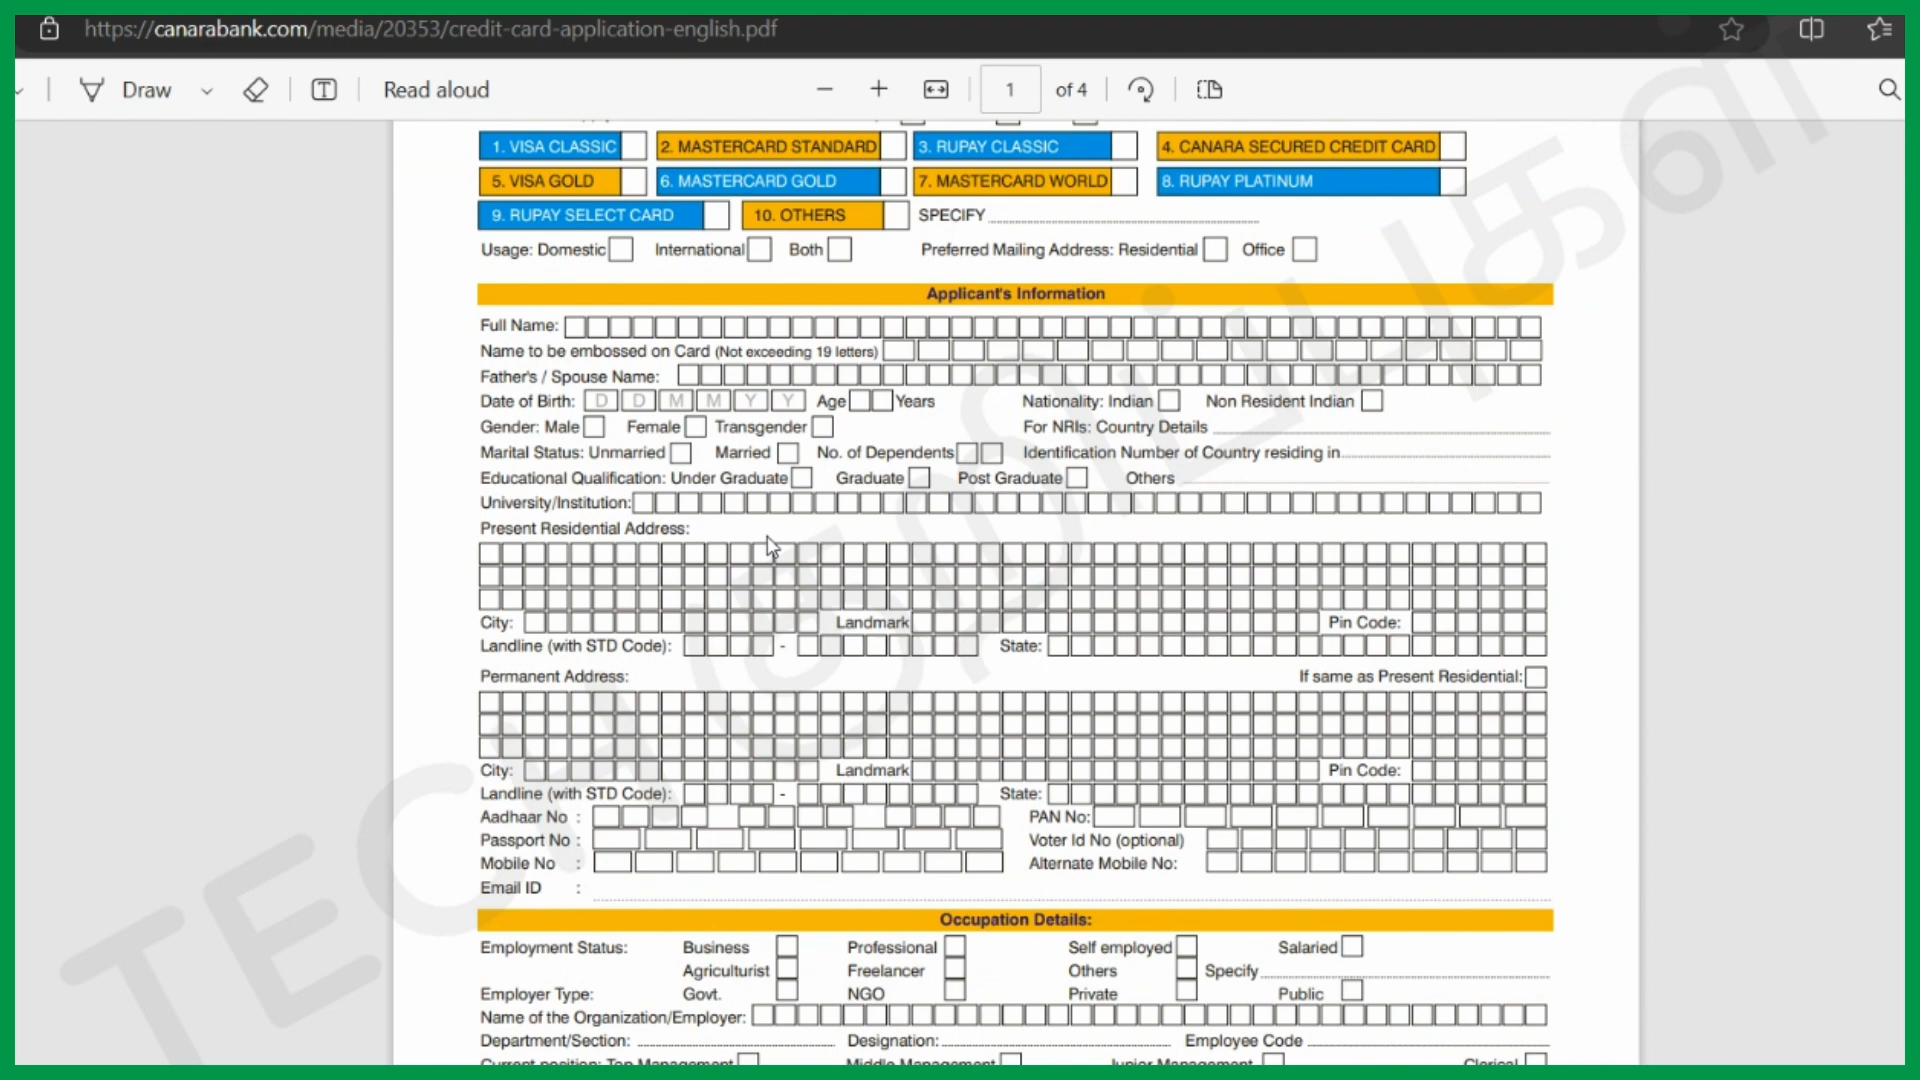 https://canarabank.com/media/20353/credit-card-application-english.pdf
Draw Read aloud 1 of 4
1. VISA CLASSIC 2. MASTERCARD STANDARD 3. RUPAY CLASSIC 4. CANARA SECURED CREDIT CARD
5. VISA GOLD 6. MASTERCARD GOLD 7. MASTERCARD WORLD 8. RUPAY PLATINUM
9. RUPAY SELECT CARD 10. OTHERS SPECIFY
Usage: Domestic International Both Preferred Mailing Address: Residential Office
Applicant's Information
Full Name:
Name to be embossed on Card (Not exceeding 19 letters)
Father's / Spouse Name:
Date of Birth: D D M M Y Y Age Years Nationality: Indian Non Resident Indian
Gender: Male Female Transgender For NRIs: Country Details
Marital Status: Unmarried Married No. of Dependents Identification Number of Country residing in
Educational Qualification: Under Graduate Graduate Post Graduate Others
University/Institution:
Present Residential Address:
City: Landmark Pin Code:
Landline (with STD Code): - State:
Permanent Address: If same as Present Residential:
City: Landmark Pin Code:
Landline (with STD Code): - State:
Aadhaar No : PAN No:
Passport No : Voter Id No (optional)
Mobile No : Alternate Mobile No:
Email ID :
Occupation Details:
Employment Status: Business Professional Self employed Salaried
Agriculturist Freelancer Others Specify
Employer Type: Govt. NGO Private Public
Name of the Organization/Employer:
Department/Section: Designation: Employee Code
Current position: Top Management Middle Management Junior Management Clerical
TECH குறிப்புகள்